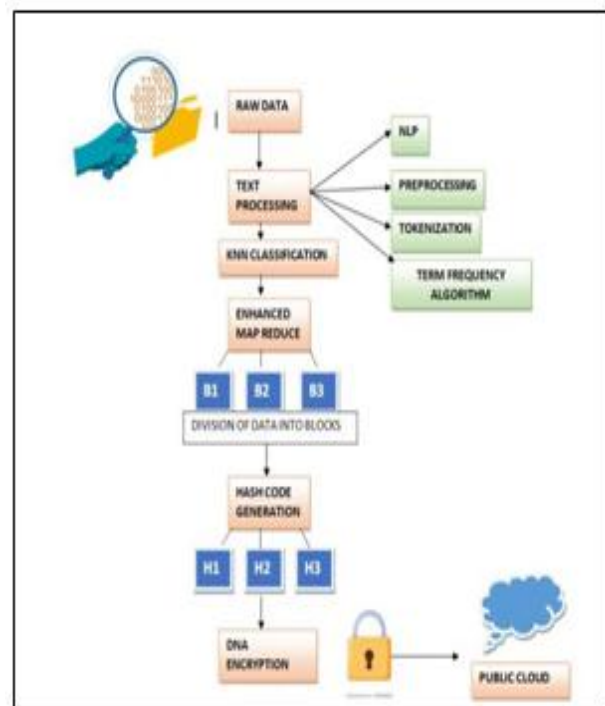 RAW DATA
NLP
TEXT
PROCESSING
PREPROCESSING
TOKENIZATION
KNN CLASSIFICATION
TERM FREQUENCY
ALGORITHM
ENHANCED
MAP REDUCE
B1 B2 B3
DIVISION OF DATA INTO BLOCKS
HASH CODE
GENERATION
H1 H2 H3
DNA
ENCRYPTION
PUBLIC CLOUD